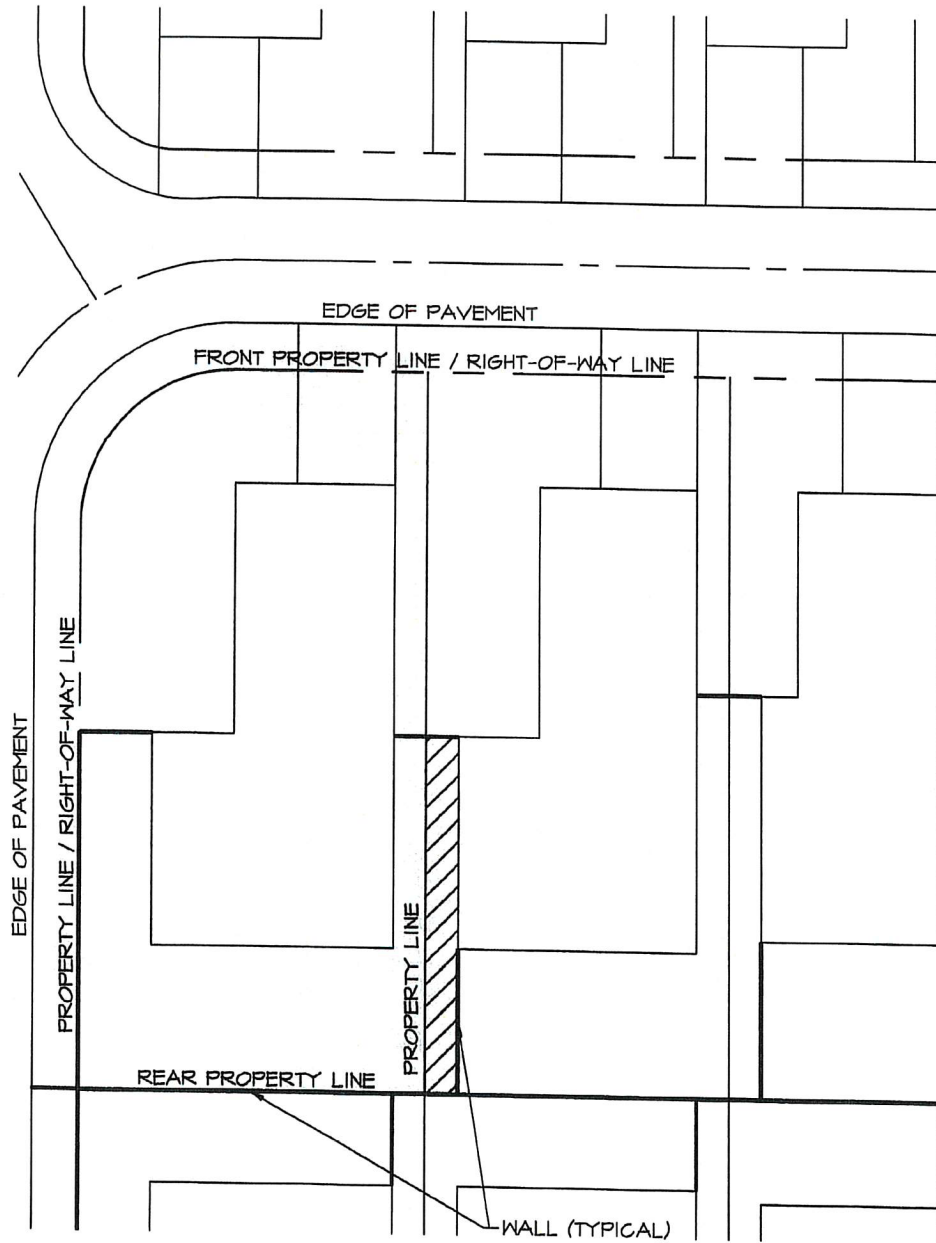 EDGE OF PAVEMENT
FRONT PROPERTY LINE / RIGHT-OF-WAY LINE
EDGE OF PAVEMENT
PROPERTY LINE / RIGHT-OF-WAY LINE
PROPERTY LINE
REAR PROPERTY LINE
WALL (TYPICAL)